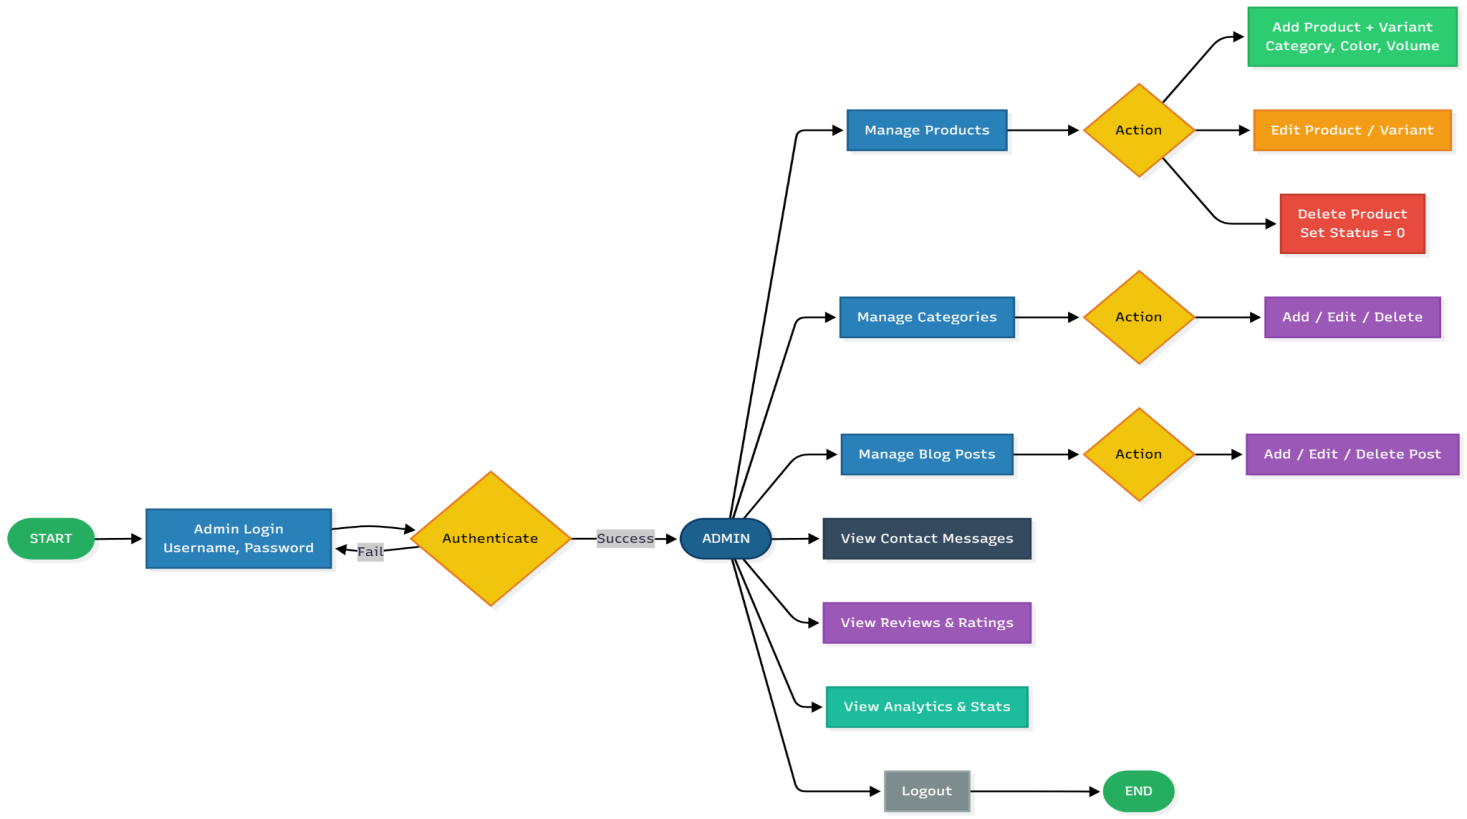 START
Admin Login
Username, Password
Fail
Authenticate
Success
ADMIN
Manage Products
Action
Add Product + Variant
Category, Color, Volume
Edit Product / Variant
Delete Product
Set Status = 0
Manage Categories
Action
Add / Edit / Delete
Manage Blog Posts
Action
Add / Edit / Delete Post
View Contact Messages
View Reviews & Ratings
View Analytics & Stats
Logout
END